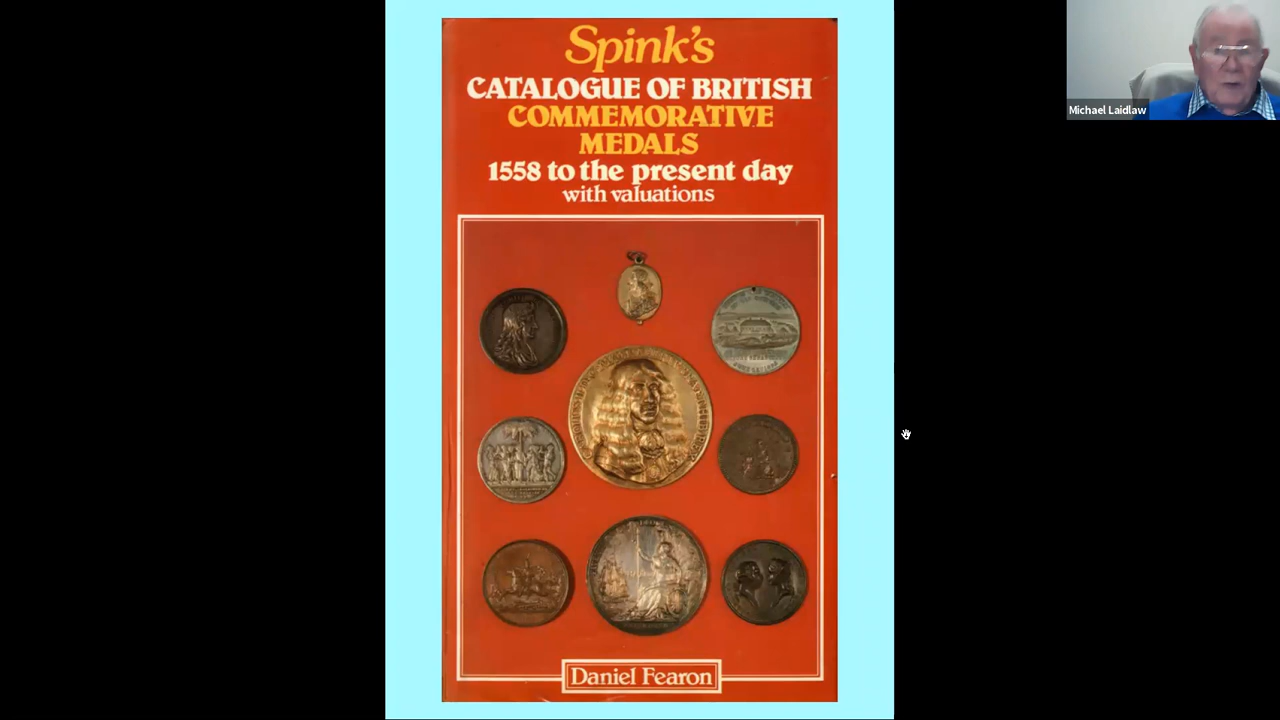 Spink's
CATALOGUE OF BRITISH
COMMEMORATIVE
MEDALS
1558 to the present day
with valuations
Daniel Fearon
Michael Laidlaw